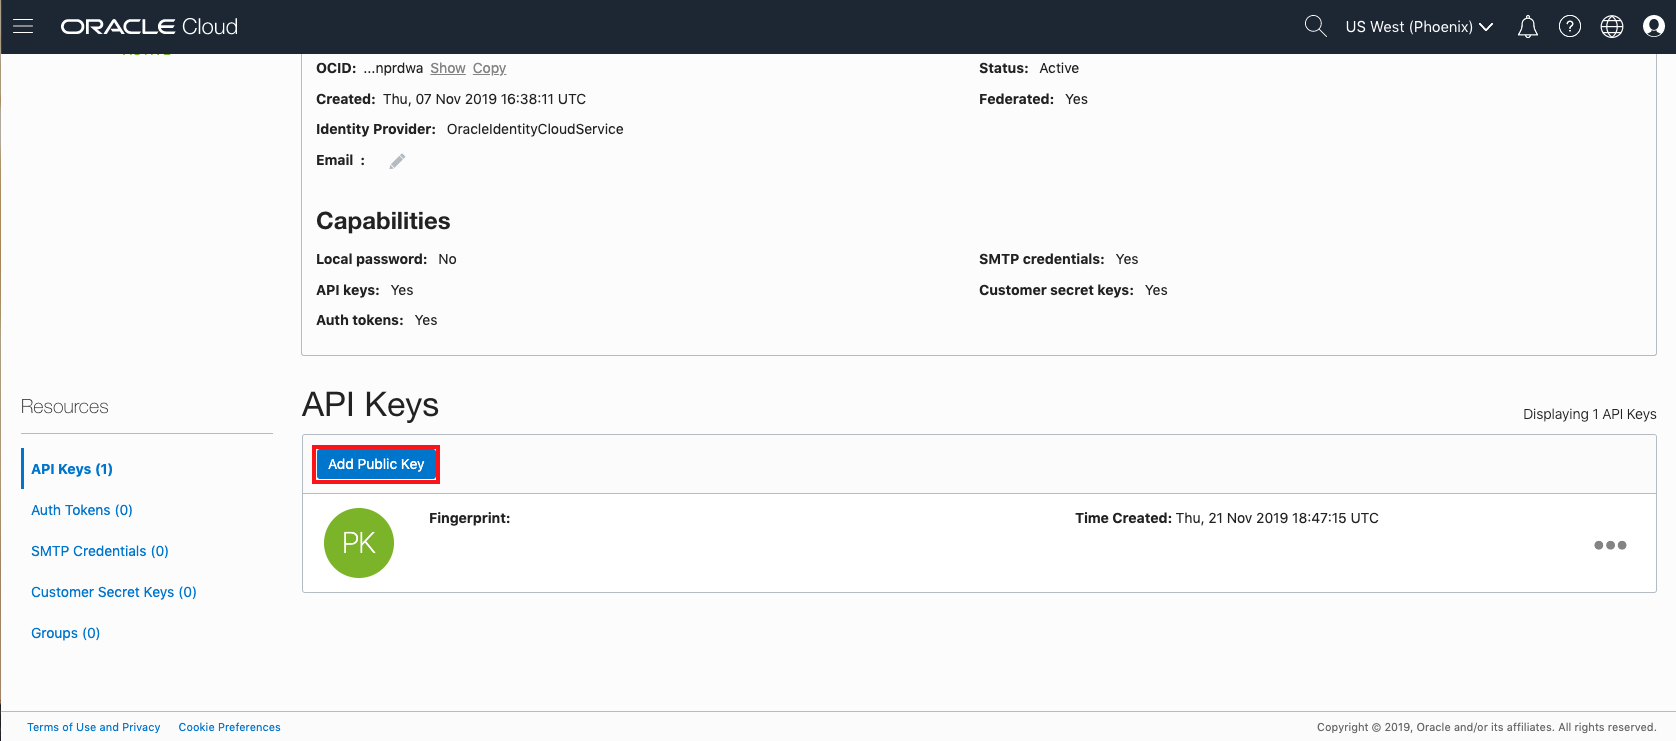 ORACLE Cloud
US West (Phoenix)
OCID: ...nprdwa Show Copy
Status: Active
Created: Thu, 07 Nov 2019 16:38:11 UTC
Federated: Yes
Identity Provider: OracleIdentityCloudService
Email :
Capabilities
Local password: No
SMTP credentials: Yes
API keys: Yes
Customer secret keys: Yes
Auth tokens: Yes
Resources
API Keys
Displaying 1 API Keys
API Keys (1)
Add Public Key
Auth Tokens (0)
PK
Fingerprint:
Time Created: Thu, 21 Nov 2019 18:47:15 UTC
SMTP Credentials (0)
Customer Secret Keys (0)
Groups (0)
Terms of Use and Privacy Cookie Preferences
Copyright © 2019, Oracle and/or its affiliates. All rights reserved.